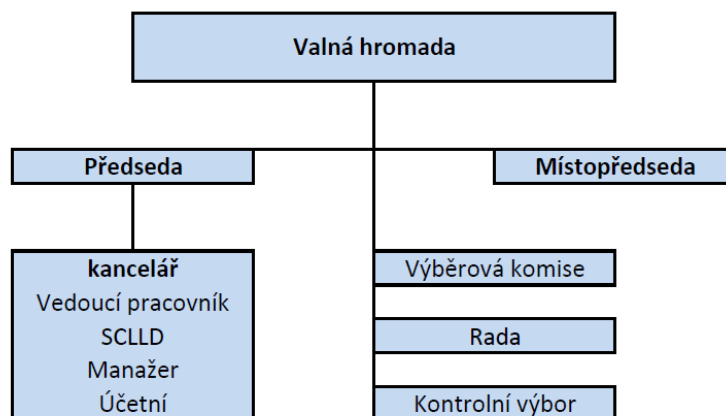 Valná hromada
Předseda
Místopředseda
kancelář
Vedoucí pracovník
SCLLD
Manažer
Účetní
Výběrová komise
Rada
Kontrolní výbor